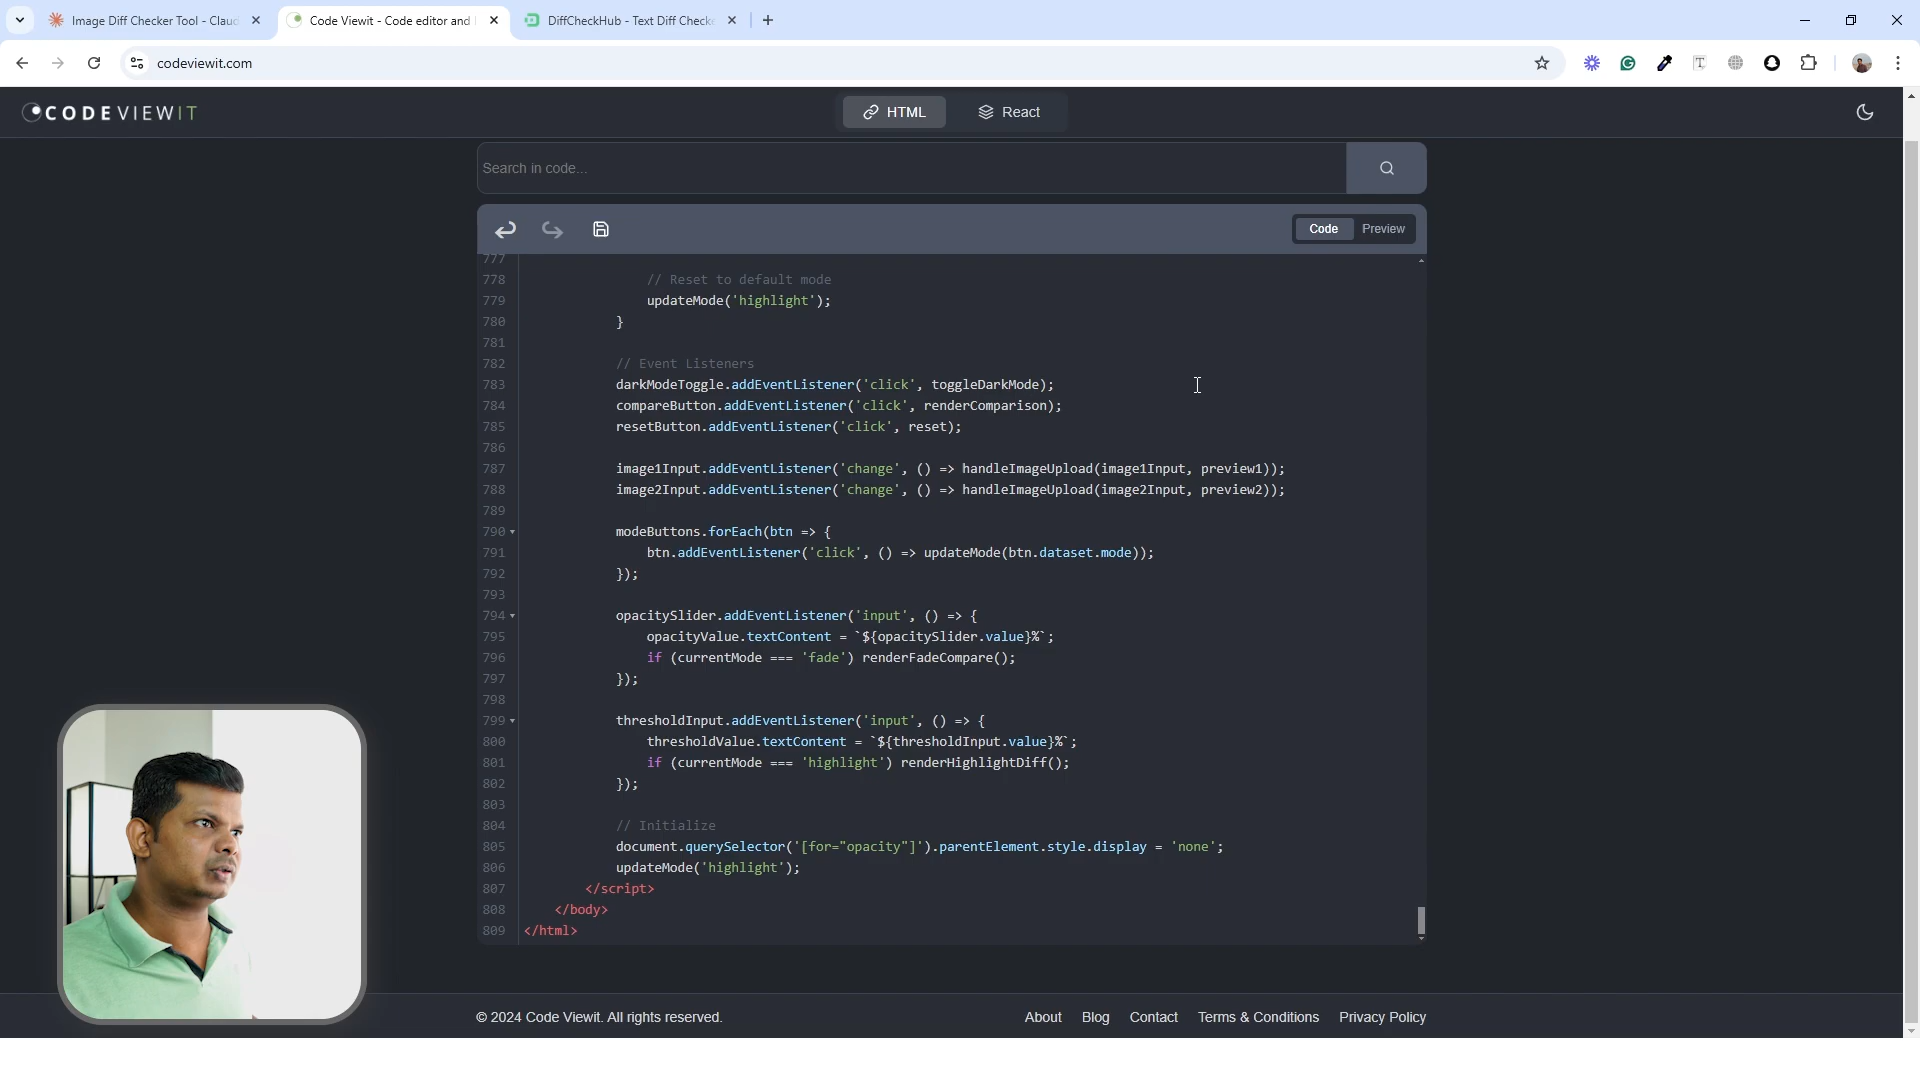 Image Diff Checker Tool - Claud
Code Viewit - Code editor and
DiffCheckHub - Text Diff Checke
codeviewit.com
CODEVIEWIT
HTML
React
Search in code...
Code
Preview
777
778 // Reset to default mode
779 updateMode('highlight');
780 }
781
782 // Event Listeners
783 darkModeToggle.addEventListener('click', toggleDarkMode);
784 compareButton.addEventListener('click', renderComparison);
785 resetButton.addEventListener('click', reset);
786
787 image1Input.addEventListener('change', () => handleImageUpload(image1Input, preview1));
788 image2Input.addEventListener('change', () => handleImageUpload(image2Input, preview2));
789
790 modeButtons.forEach(btn => {
791 btn.addEventListener('click', () => updateMode(btn.dataset.mode));
792 });
793
794 opacitySlider.addEventListener('input', () => {
795 opacityValue.textContent = `${opacitySlider.value}%`;
796 if (currentMode === 'fade') renderFadeCompare();
797 });
798
799 thresholdInput.addEventListener('input', () => {
800 thresholdValue.textContent = `${thresholdInput.value}%`;
801 if (currentMode === 'highlight') renderHighlightDiff();
802 });
803
804 // Initialize
805 document.querySelector('[for="opacity"]').parentElement.style.display = 'none';
806 updateMode('highlight');
807 </script>
808 </body>
809 </html>
© 2024 Code Viewit. All rights reserved.
About
Blog
Contact
Terms & Conditions
Privacy Policy